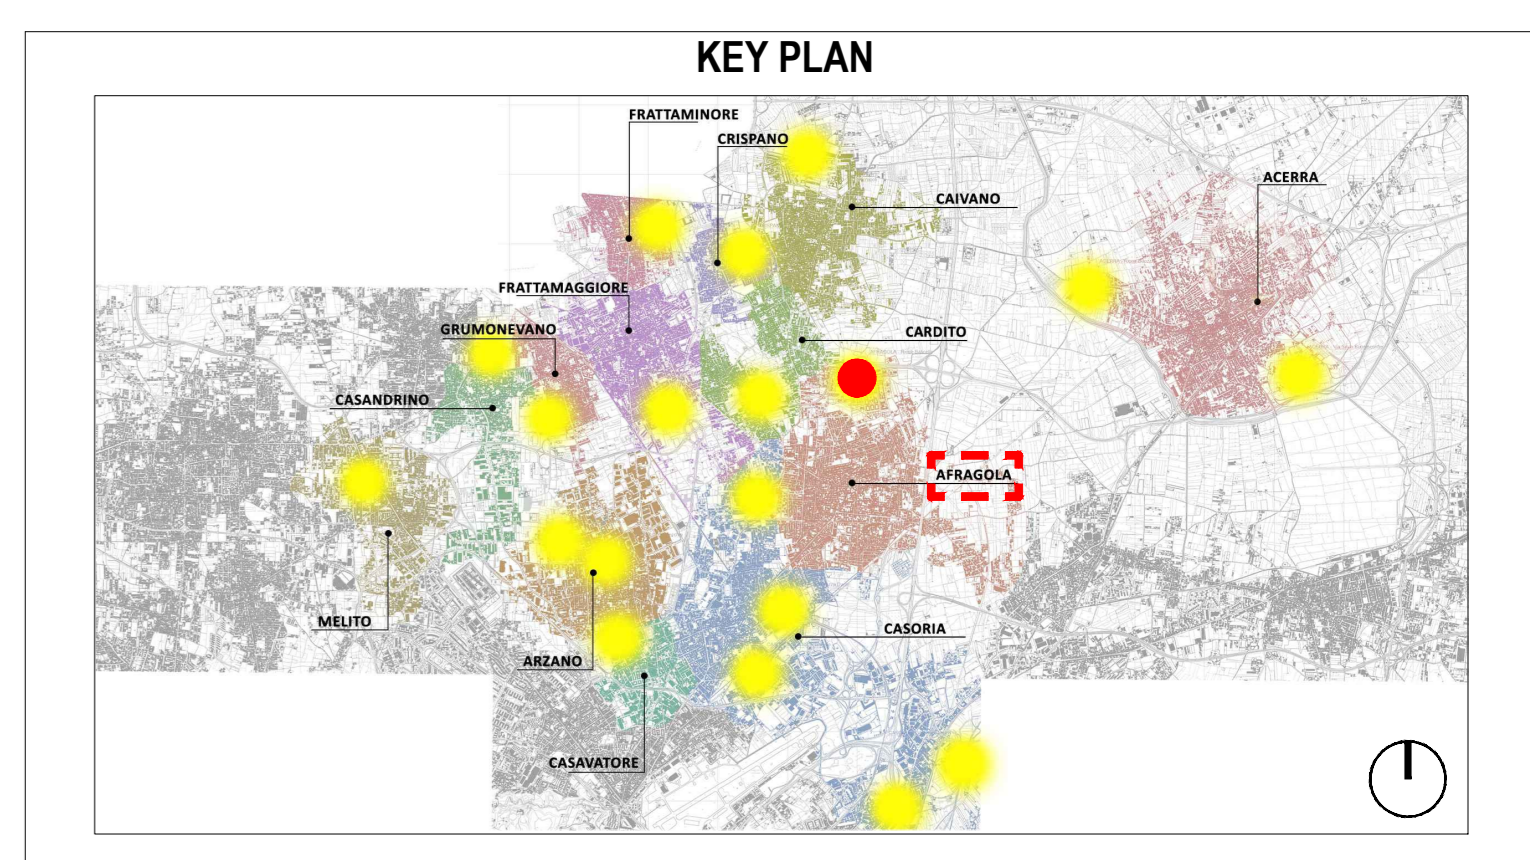 KEY PLAN
FRATTAMINORE
CRISPANO
ACERRA
CAIVANO
FRATTAMAGGIORE
GRUMONEVANO
CARDITO
CASANDRINO
AFRAGOLA
MELITO
CASORIA
ARZANO
CASAVATORE